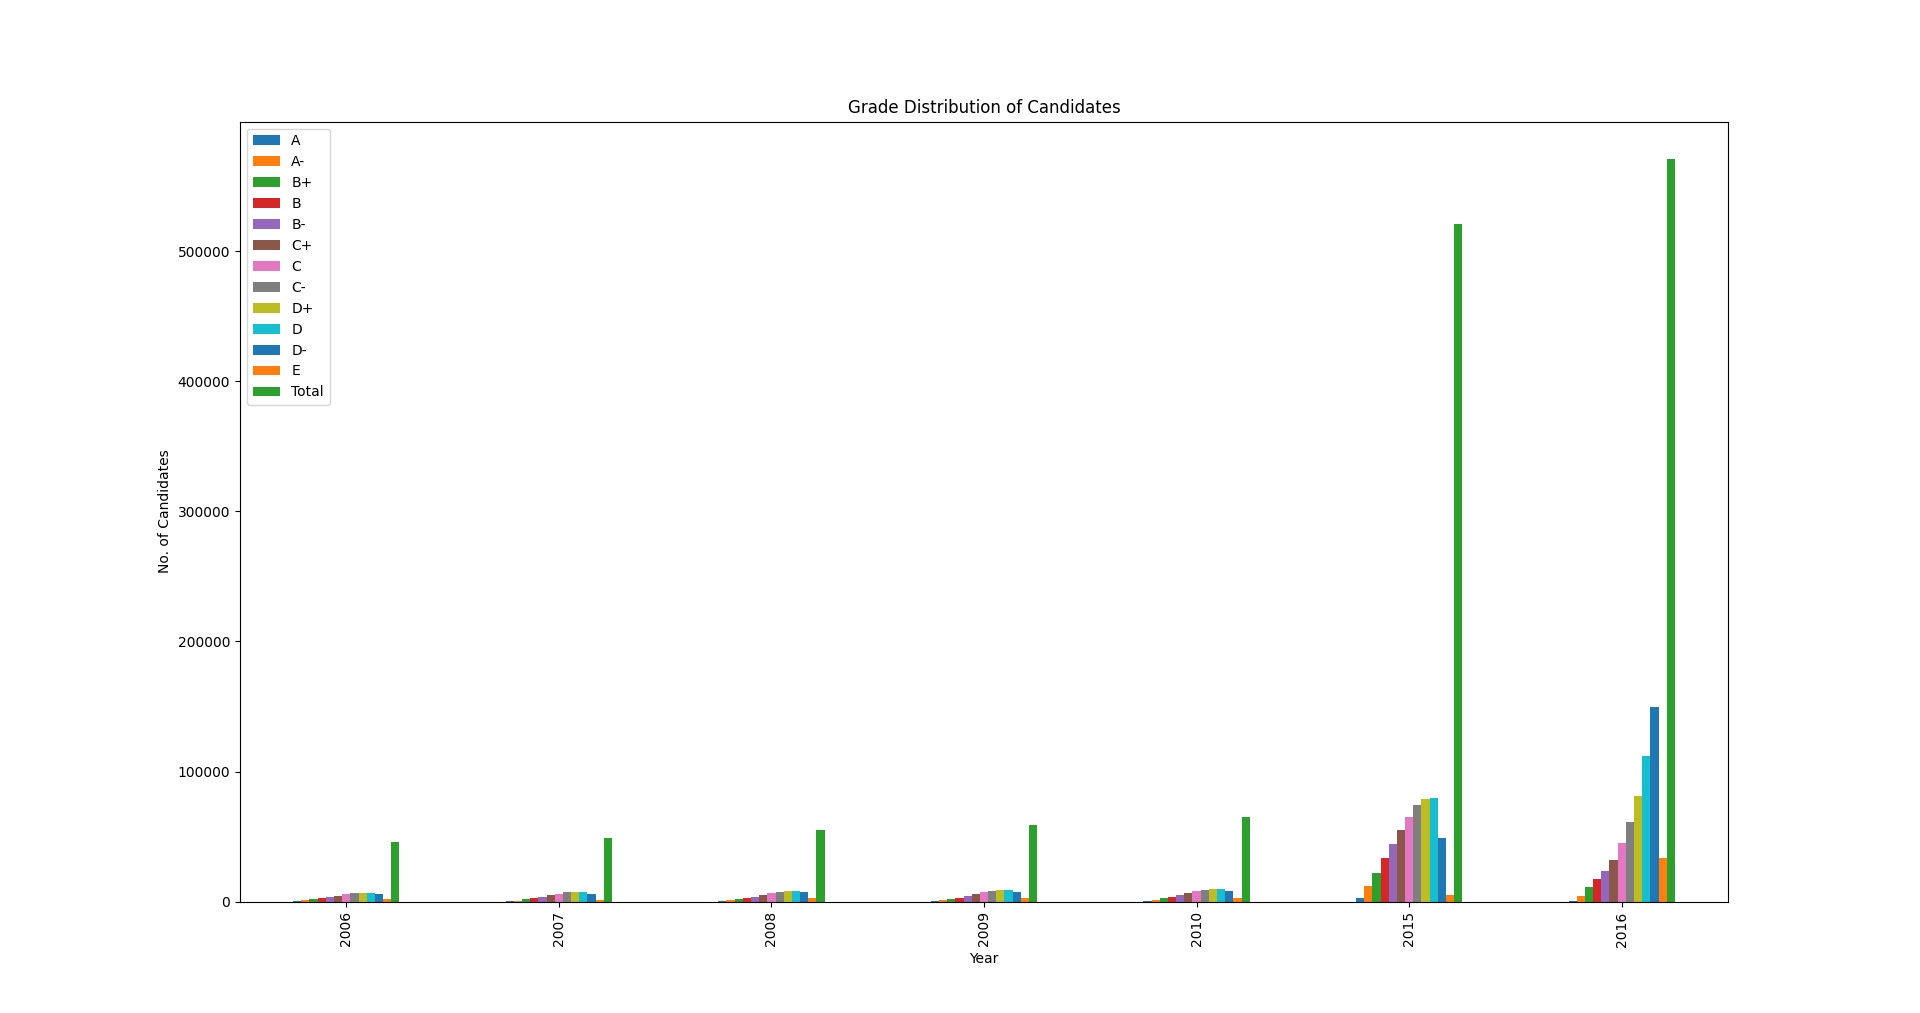 Grade Distribution of Candidates
A
A-
B+
B
B-
C+
C
C-
D+
D
D-
E
Total
No. of Candidates
500000
400000
300000
200000
100000
0
2006
2007
2008
2009
2010
2015
2016
Year